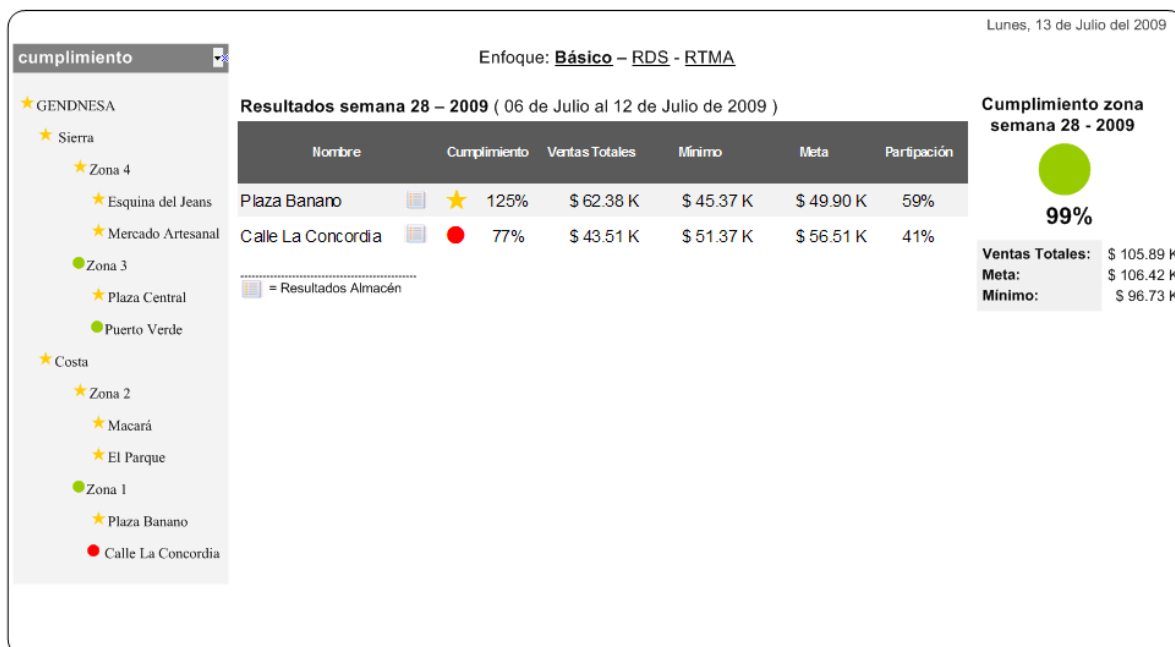 Lunes, 13 de Julio del 2009
cumplimiento
Enfoque: Básico – RDS - RTMA
GENDNESA
Sierra
Zona 4
Esquina del Jeans
Mercado Artesanal
Zona 3
Plaza Central
Puerto Verde
Costa
Zona 2
Macará
El Parque
Zona 1
Plaza Banano
Calle La Concordia
Resultados semana 28 – 2009 ( 06 de Julio al 12 de Julio de 2009 )
Nombre Cumplimiento Ventas Totales Mínimo Meta Partipación
Plaza Banano 125% $ 62.38 K $ 45.37 K $ 49.90 K 59%
Calle La Concordia 77% $ 43.51 K $ 51.37 K $ 56.51 K 41%
= Resultados Almacén
Cumplimiento zona
semana 28 - 2009
99%
Ventas Totales: $ 105.89 K
Meta: $ 106.42 K
Mínimo: $ 96.73 K